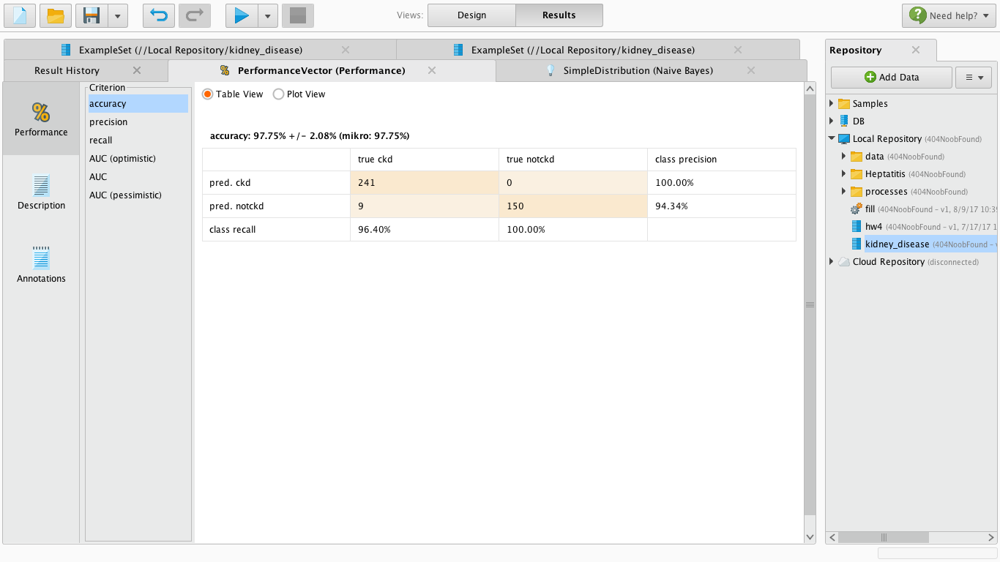 Views: Design Results Need help?
ExampleSet (//Local Repository/kidney_disease) ExampleSet (//Local Repository/kidney_disease)
Result History PerformanceVector (Performance) SimpleDistribution (Naive Bayes)
Repository
Add Data
Performance
Description
Annotations
Criterion
accuracy
precision
recall
AUC (optimistic)
AUC
AUC (pessimistic)
Table View Plot View
accuracy: 97.75% +/- 2.08% (mikro: 97.75%)
true ckd true notckd class precision
pred. ckd 241 0 100.00%
pred. notckd 9 150 94.34%
class recall 96.40% 100.00%
Samples
DB
Local Repository (404NoobFound)
data (404NoobFound)
Heptatitis (404NoobFound)
processes (404NoobFound)
fill (404NoobFound - v1, 8/9/17 10:39
hw4 (404NoobFound - v1, 7/17/17 1
kidney_disease (404NoobFound - v
Cloud Repository (disconnected)